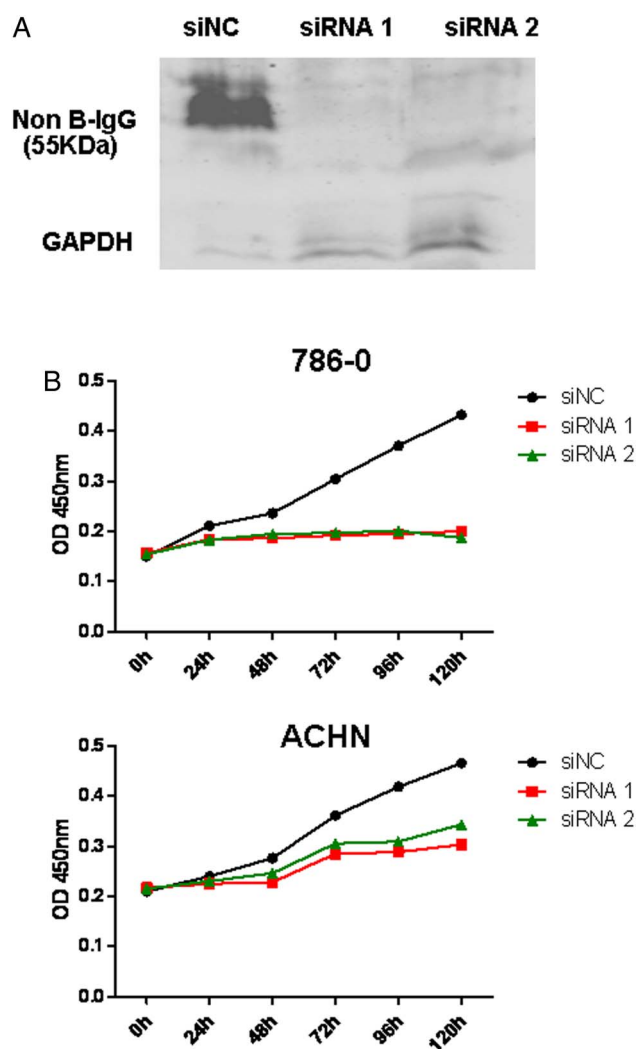 A
siNC siRNA 1 siRNA 2
Non B-IgG
(55KDa)
GAPDH
B
786-0
0.5
0.4
0.3
0.2
0.1
0.0
OD 450nm
0h 24h 48h 72h 96h 120h
siNC
siRNA 1
siRNA 2
ACHN
0.5
0.4
0.3
0.2
0.1
0.0
OD 450nm
0h 24h 48h 72h 96h 120h
siNC
siRNA 1
siRNA 2